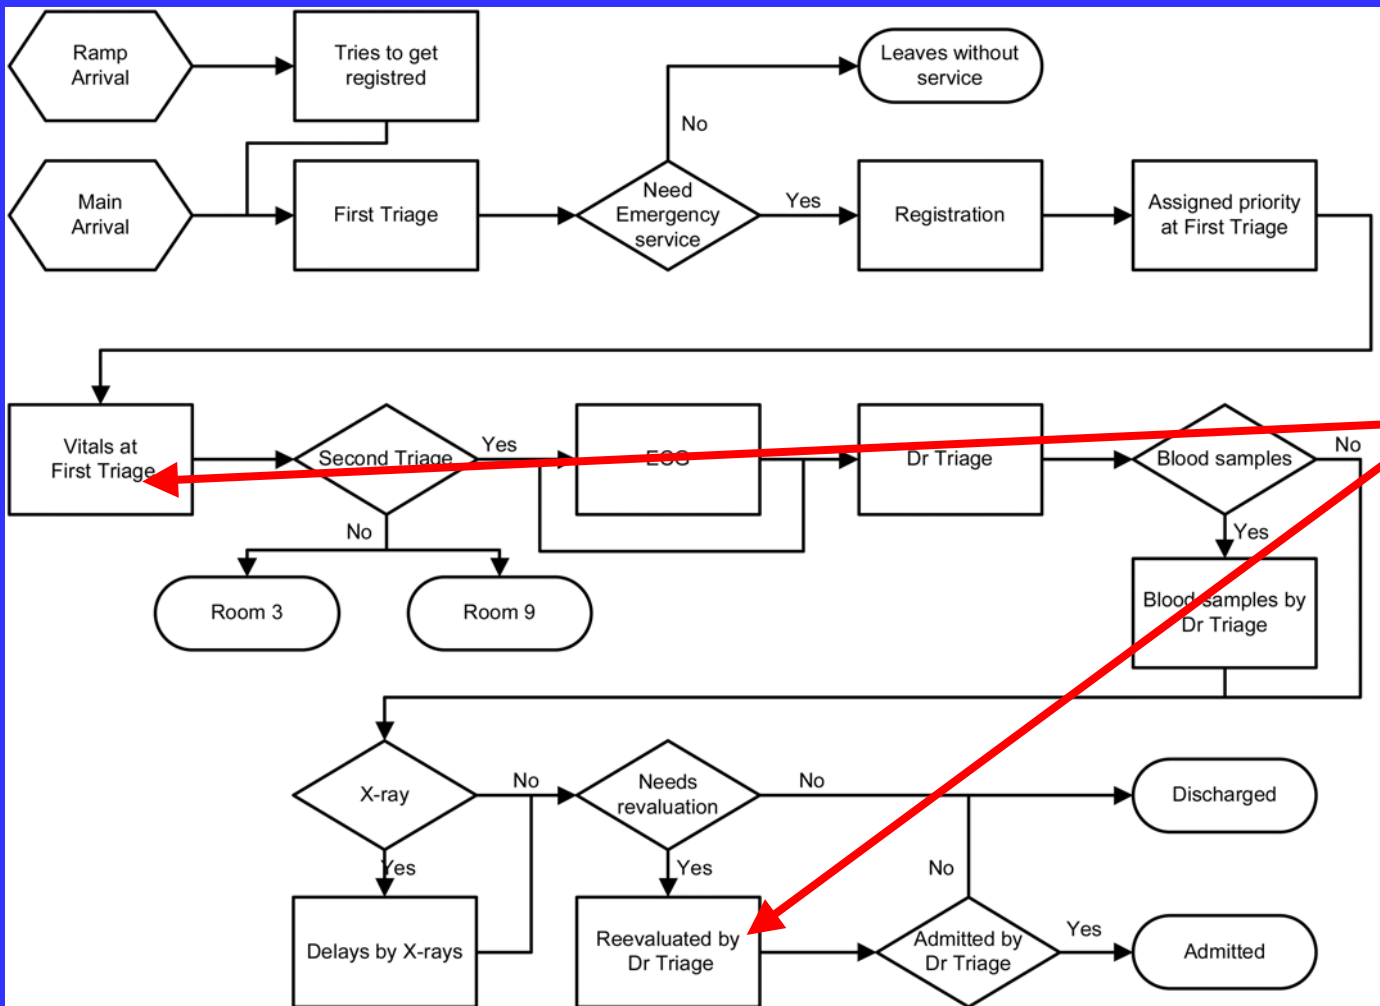 Ramp
Arrival
Tries to get
registred
Leaves without
service
No
Main
Arrival
First Triage
Need
Emergency
service
Yes
Registration
Assigned priority
at First Triage
Vitals at
First Triage
Second Triage
Yes
ECG
Dr Triage
Blood samples
No
No
Yes
Room 3
Room 9
Blood samples by
Dr Triage
X-ray
No
Needs
revaluation
No
Discharged
Yes
Yes
No
Delays by X-rays
Reevaluated by
Dr Triage
Admitted by
Dr Triage
Yes
Admitted